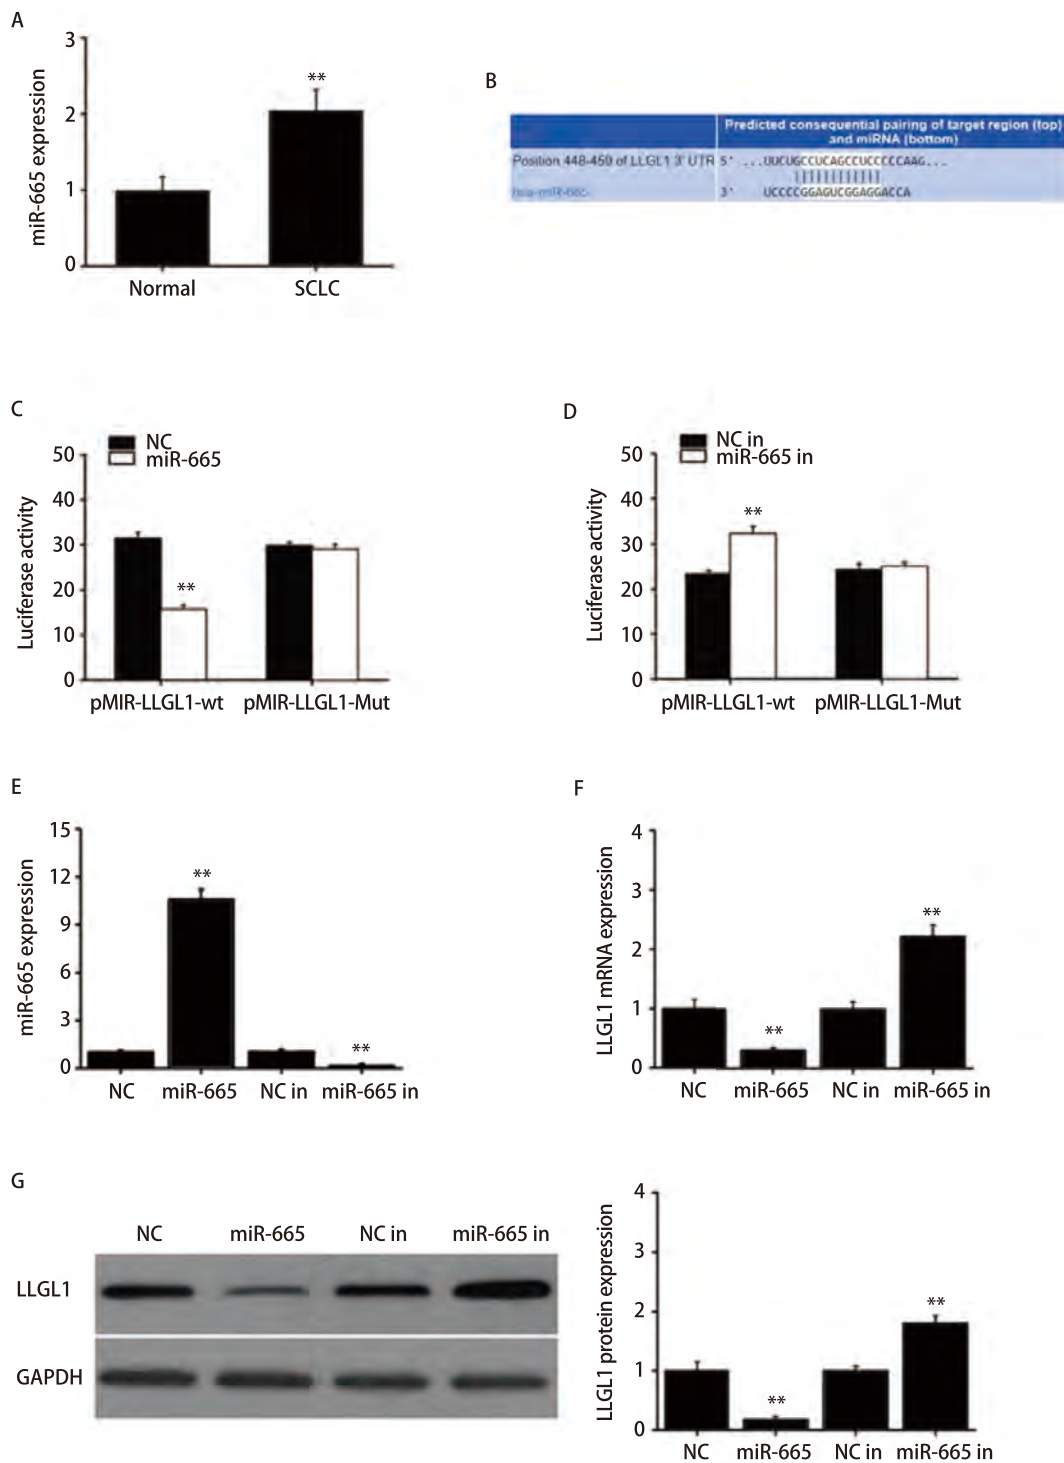 A
3
2
1
0
miR-665 expression
**
Normal SCLC
B
Predicted consequential pairing of target region (top)
and miRNA (bottom)
Position 448-459 of LLGL1 3' UTR 5' ...UUCUGCCUCAGCCUCCCCCAAG...
hsa-miR-665 3' UCCCCGGAGUCGGAGGACCA
C
NC
miR-665
50
40
30
20
10
0
Luciferase activity
**
pMIR-LLGL1-wt pMIR-LLGL1-Mut
D
NC in
miR-665 in
50
40
30
20
10
0
Luciferase activity
**
pMIR-LLGL1-wt pMIR-LLGL1-Mut
E
15
12
9
6
3
0
miR-665 expression
**
**
NC miR-665 NC in miR-665 in
F
4
3
2
1
0
LLGL1 mRNA expression
**
**
NC miR-665 NC in miR-665 in
G
NC miR-665 NC in miR-665 in
LLGL1
GAPDH
4
3
2
1
0
LLGL1 protein expression
**
**
NC miR-665 NC in miR-665 in